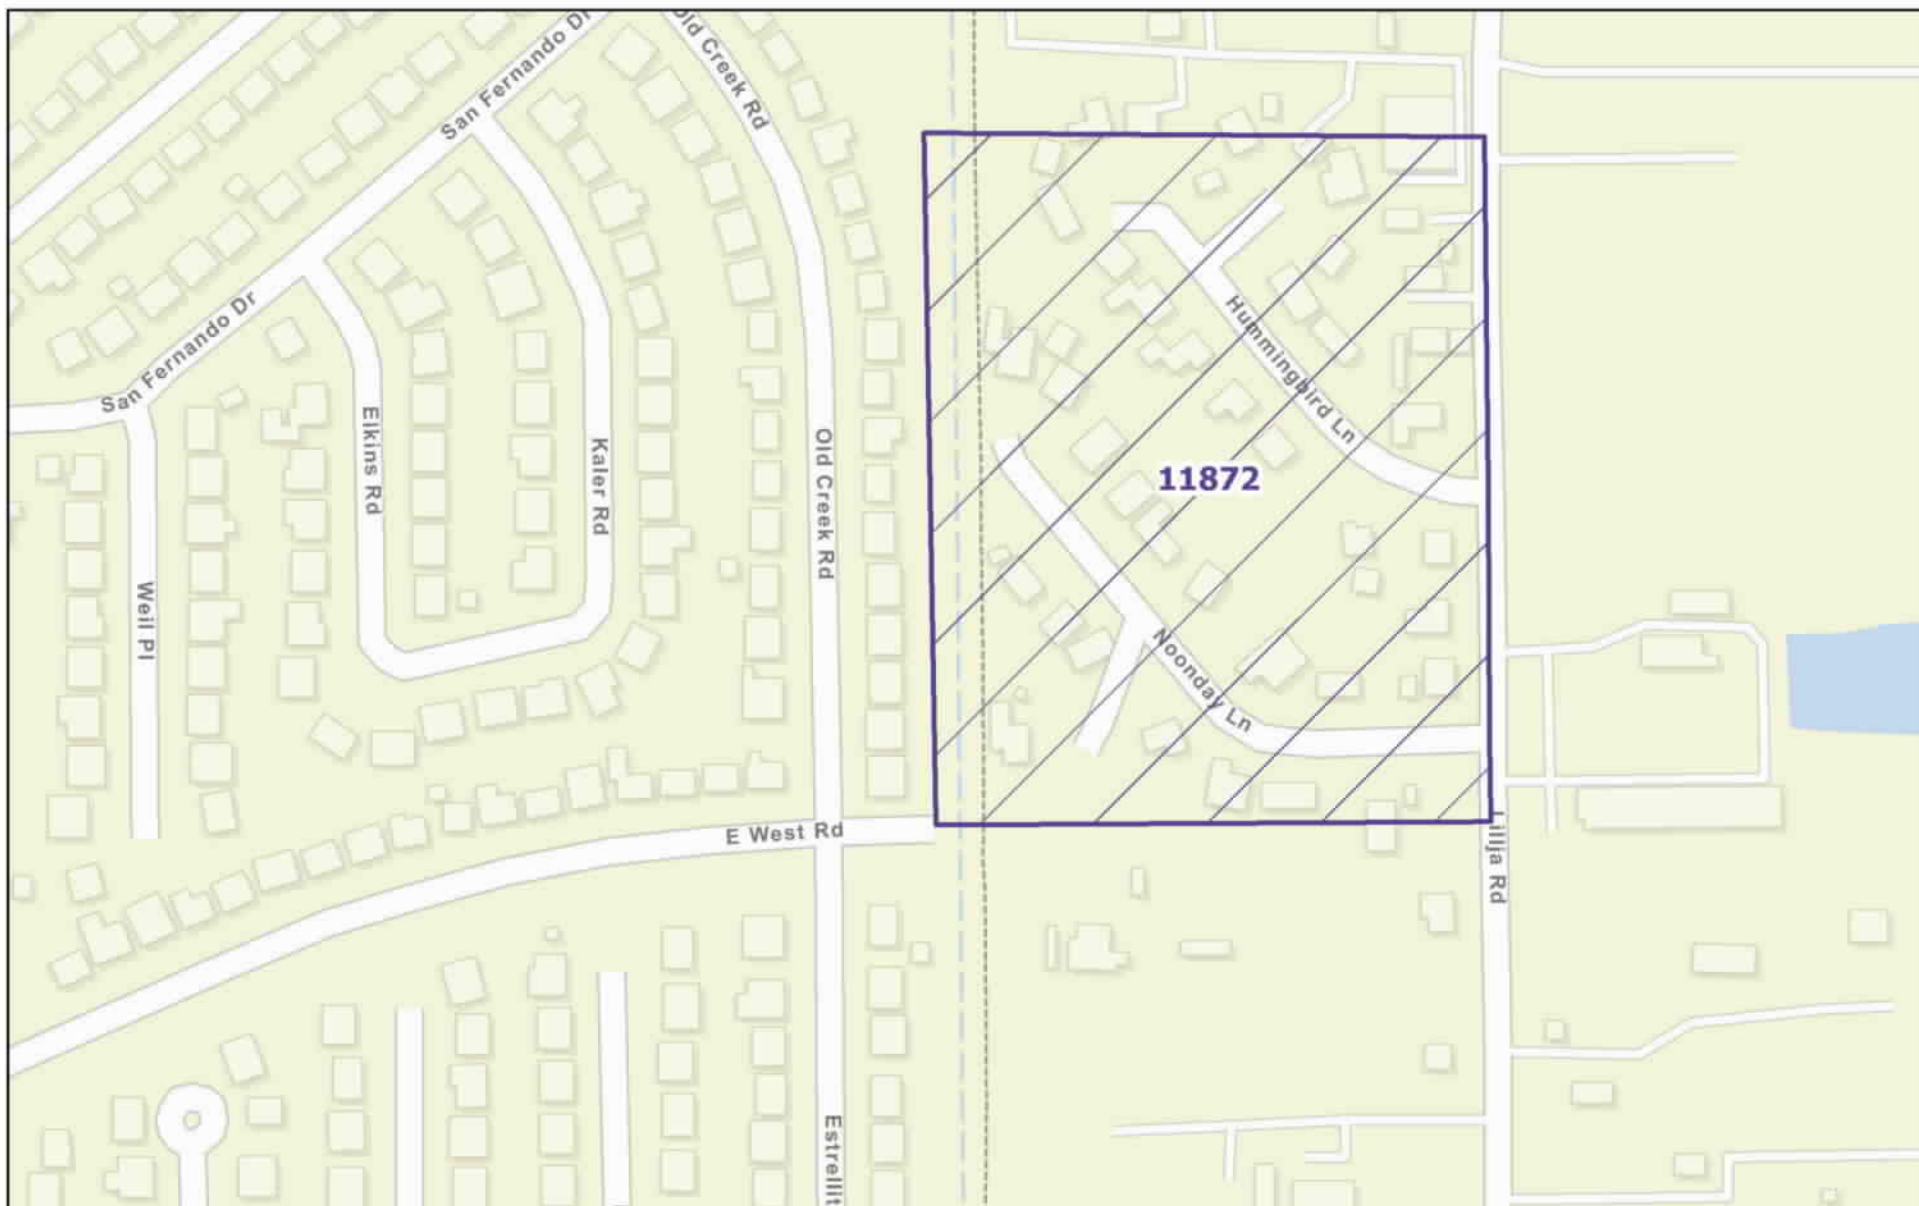 San Fernando Dr
Old Creek Rd
San Fernando Dr
Hummingbird Ln
Elkins Rd
Kaler Rd
Old Creek Rd
11872
Weil Pl
Noonday Ln
E West Rd
Lillja Rd
Estrellit